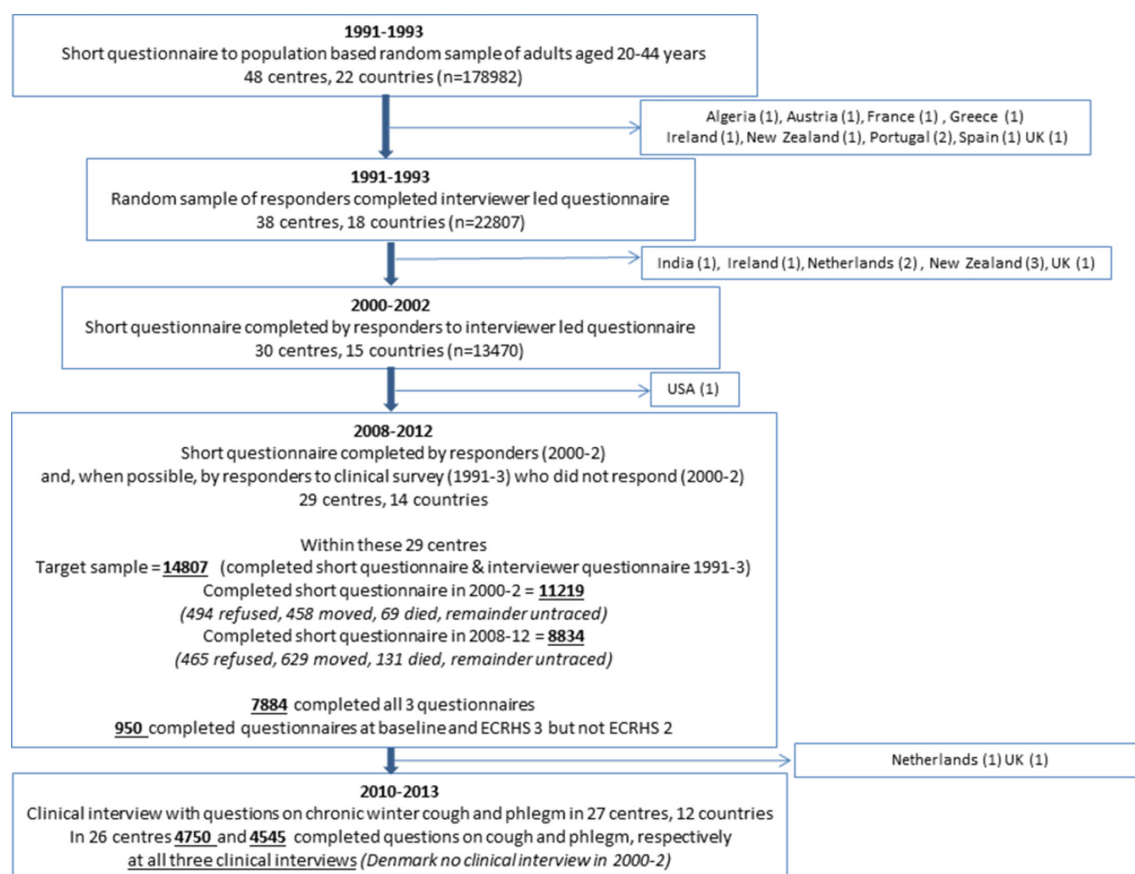 1991-1993
Short questionnaire to population based random sample of adults aged 20-44 years
48 centres, 22 countries (n=178982)
Algeria (1), Austria (1), France (1) , Greece (1)
Ireland (1), New Zealand (1), Portugal (2), Spain (1) UK (1)
1991-1993
Random sample of responders completed interviewer led questionnaire
38 centres, 18 countries (n=22807)
India (1), Ireland (1), Netherlands (2) , New Zealand (3), UK (1)
2000-2002
Short questionnaire completed by responders to interviewer led questionnaire
30 centres, 15 countries (n=13470)
USA (1)
2008-2012
Short questionnaire completed by responders (2000-2)
and, when possible, by responders to clinical survey (1991-3) who did not respond (2000-2)
29 centres, 14 countries
Within these 29 centres
Target sample = 14807 (completed short questionnaire & interviewer questionnaire 1991-3)
Completed short questionnaire in 2000-2 = 11219
(494 refused, 458 moved, 69 died, remainder untraced)
Completed short questionnaire in 2008-12 = 8834
(465 refused, 629 moved, 131 died, remainder untraced)
7884 completed all 3 questionnaires
950 completed questionnaires at baseline and ECRHS 3 but not ECRHS 2
Netherlands (1) UK (1)
2010-2013
Clinical interview with questions on chronic winter cough and phlegm in 27 centres, 12 countries
In 26 centres 4750 and 4545 completed questions on cough and phlegm, respectively
at all three clinical interviews (Denmark no clinical interview in 2000-2)